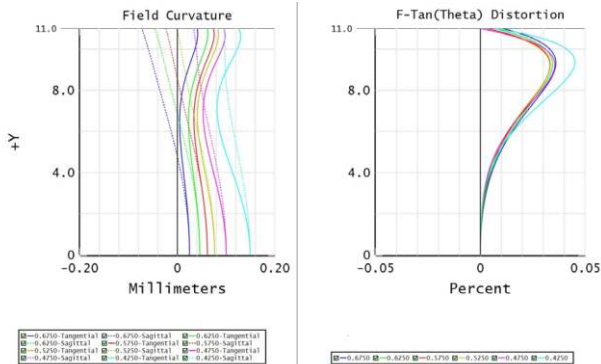 Field Curvature
11.0
8.0
4.0
0
+Y
-0.20
0
0.20
Millimeters
0.6750-Tangential 0.6750-Sagittal 0.6250-Tangential
0.6250-Sagittal 0.5750-Tangential 0.5750-Sagittal
0.5250-Tangential 0.5250-Sagittal 0.4750-Tangential
0.4750-Sagittal 0.4250-Tangential 0.4250-Sagittal
F-Tan(Theta) Distortion
11.0
8.0
4.0
0
-0.05
0
0.05
Percent
0.6750 0.6250 0.5750 0.5250 0.4750 0.4250